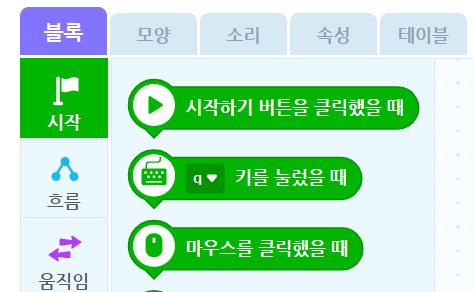 블록 모양 소리 속성 테이블
시작
흐름
움직임
시작하기 버튼을 클릭했을 때
q 키를 눌렀을 때
마우스를 클릭했을 때